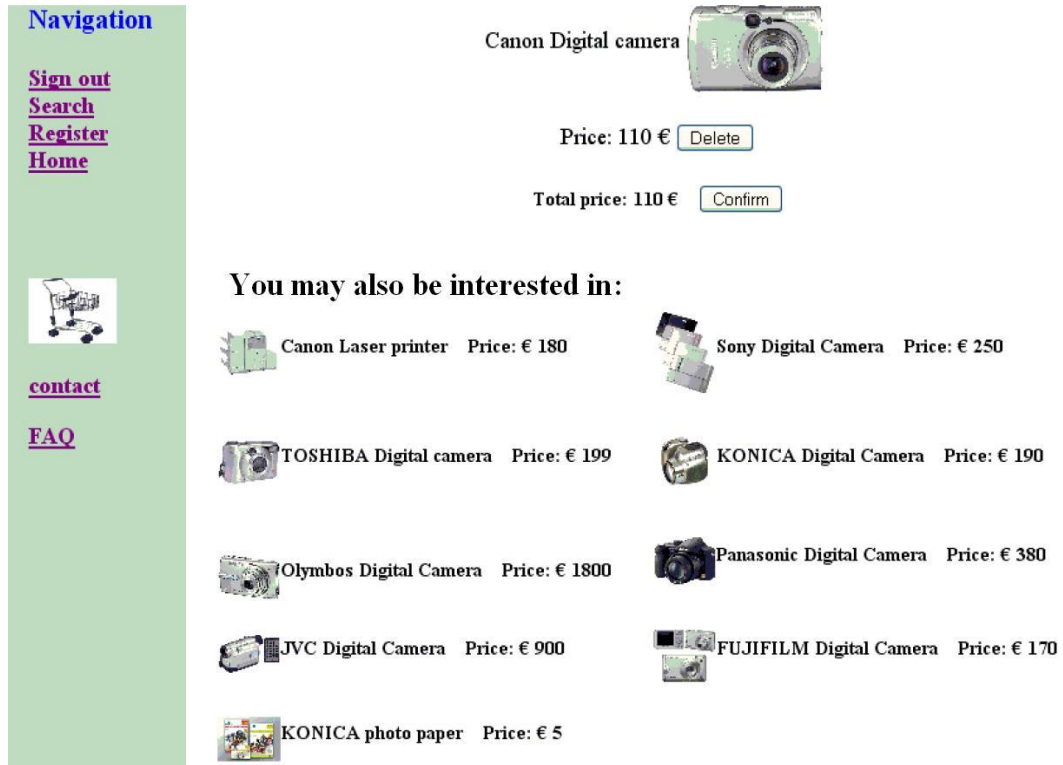 Navigation
Sign out
Search
Register
Home
contact
FAQ
Canon Digital camera
Price: 110 € Delete
Total price: 110 € Confirm
You may also be interested in:
Canon Laser printer Price: € 180
Sony Digital Camera Price: € 250
TOSHIBA Digital camera Price: € 199
KONICA Digital Camera Price: € 190
Olymbos Digital Camera Price: € 1800
Panasonic Digital Camera Price: € 380
JVC Digital Camera Price: € 900
FUJIFILM Digital Camera Price: € 170
KONICA photo paper Price: € 5